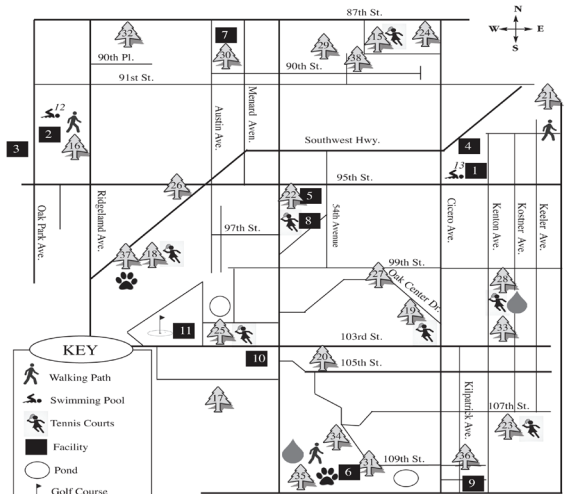 87th St.
N
W E
S
32
7
30
29
15
24
38
90th Pl.
90th St.
91st St.
21
12
2
3
16
Austin Ave.
Menard Aven.
Southwest Hwy.
4
13
1
95th St.
26
22
5
8
54th Avenue
Oak Park Ave.
Ridgeland Ave.
97th St.
Cicero Ave.
Kenton Ave.
Kostner Ave.
Keeler Ave.
37
18
99th St.
27
Oak Center Dr.
28
19
33
11
25
103rd St.
10
20
105th St.
17
Kilpatrick Ave.
107th St.
23
34
31
109th St.
36
35
6
9
KEY
Walking Path
Swimming Pool
Tennis Courts
Facility
Pond
Golf Course